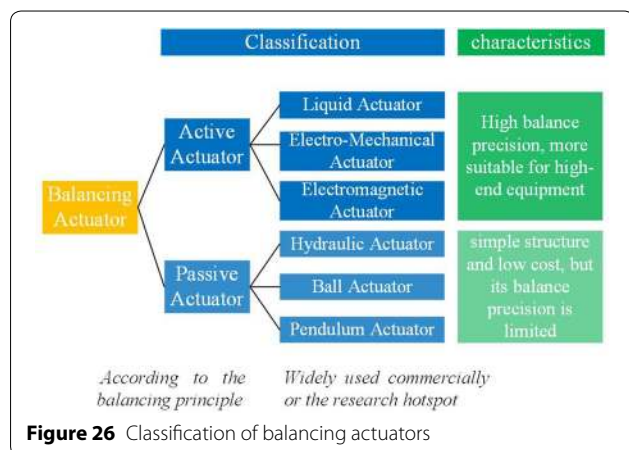 Classification
characteristics
Balancing
Actuator
Active
Actuator
Liquid Actuator
Electro-Mechanical
Actuator
Electromagnetic
Actuator
High balance
precision, more
suitable for high-
end equipment
Passive
Actuator
Hydraulic Actuator
Ball Actuator
Pendulum Actuator
simple structure
and low cost, but
its balance
precision is
limited
According to the
balancing principle
Widely used commercially
or the research hotspot
Figure 26 Classification of balancing actuators